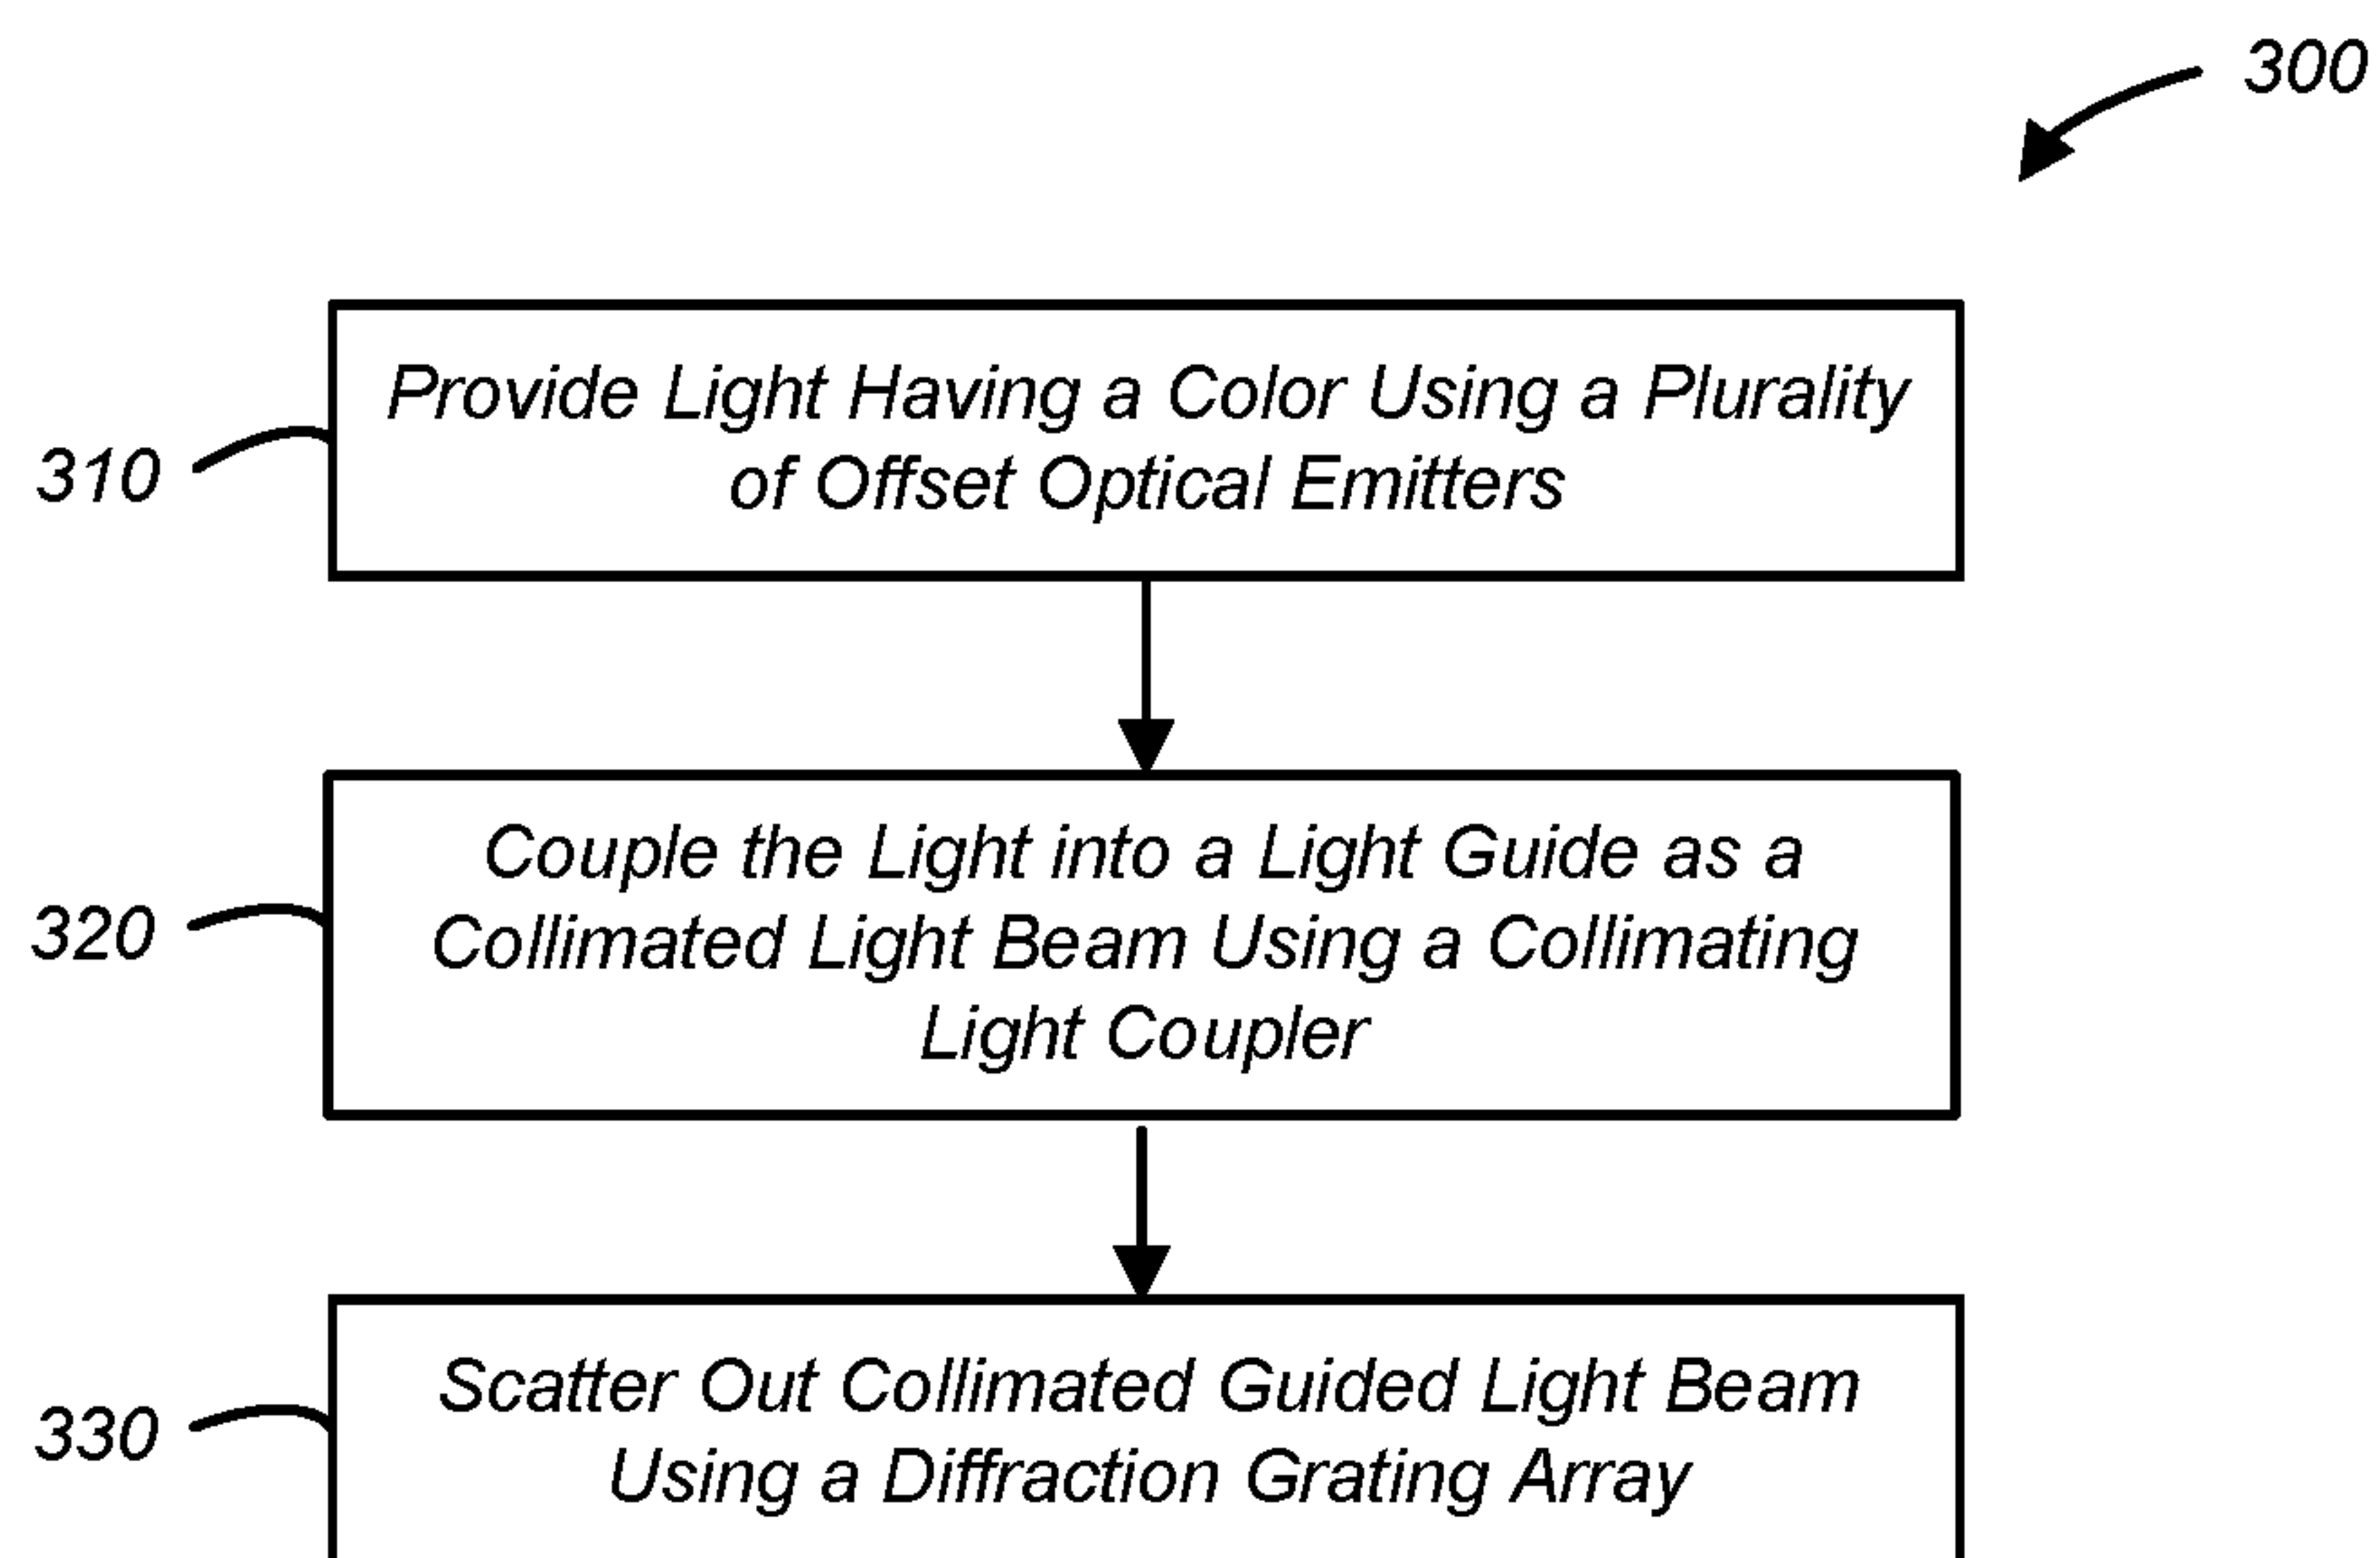 300
310
Provide Light Having a Color Using a Plurality
of Offset Optical Emitters
320
Couple the Light into a Light Guide as a
Collimated Light Beam Using a Collimating
Light Coupler
330
Scatter Out Collimated Guided Light Beam
Using a Diffraction Grating Array